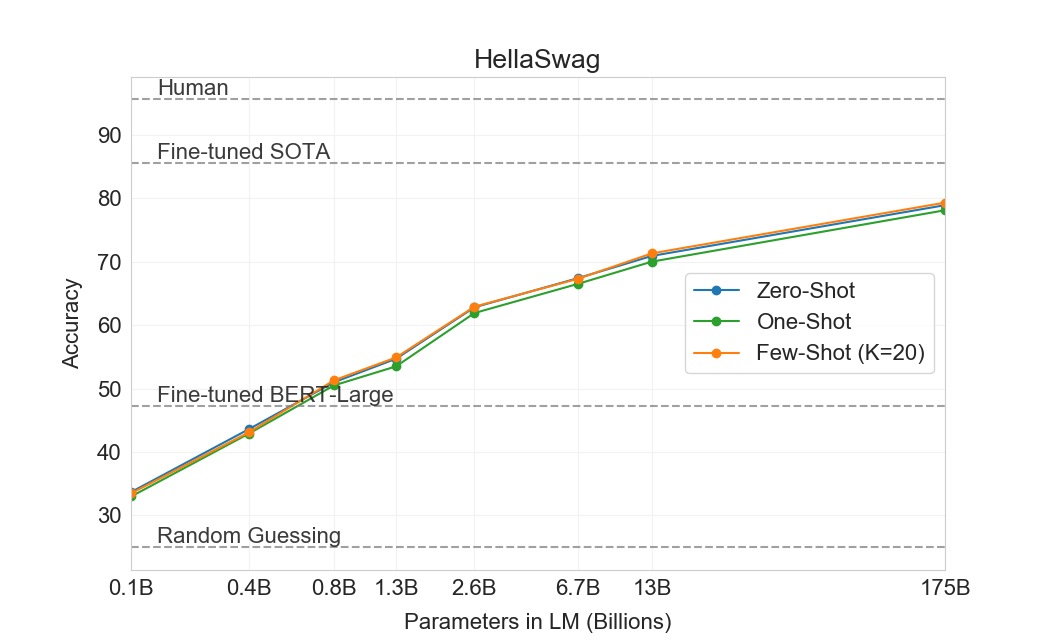 HellaSwag
Human
90
Fine-tuned SOTA
80
70
Zero-Shot
One-Shot
Few-Shot (K=20)
60
Accuracy
50
Fine-tuned BERT-Large
40
30
Random Guessing
0.1B 0.4B 0.8B 1.3B 2.6B 6.7B 13B 175B
Parameters in LM (Billions)